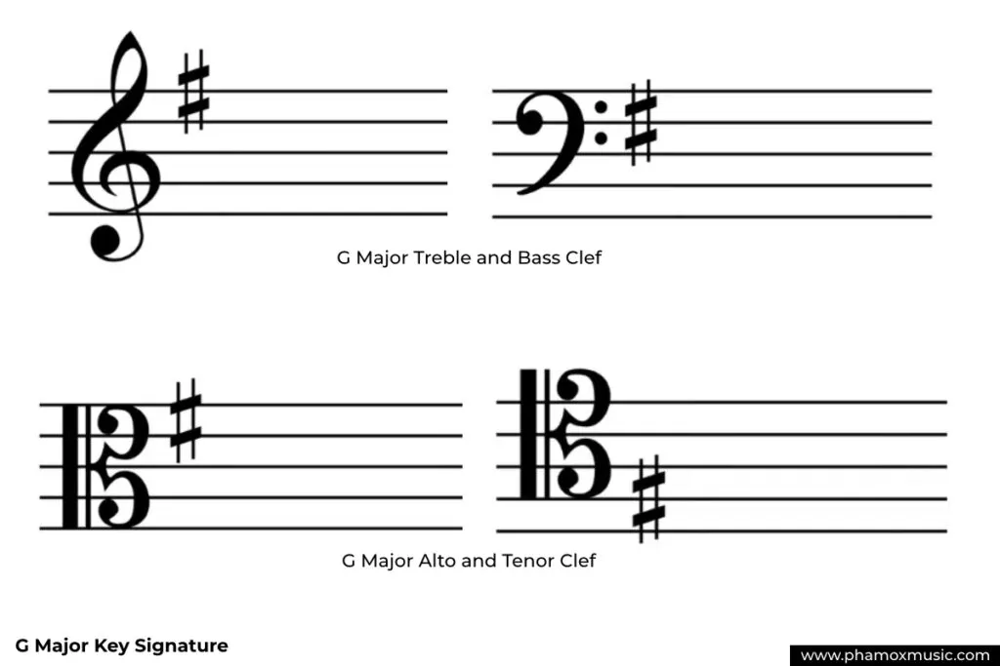 G Major Treble and Bass Clef
G Major Alto and Tenor Clef
G Major Key Signature
www.phamoxmusic.com